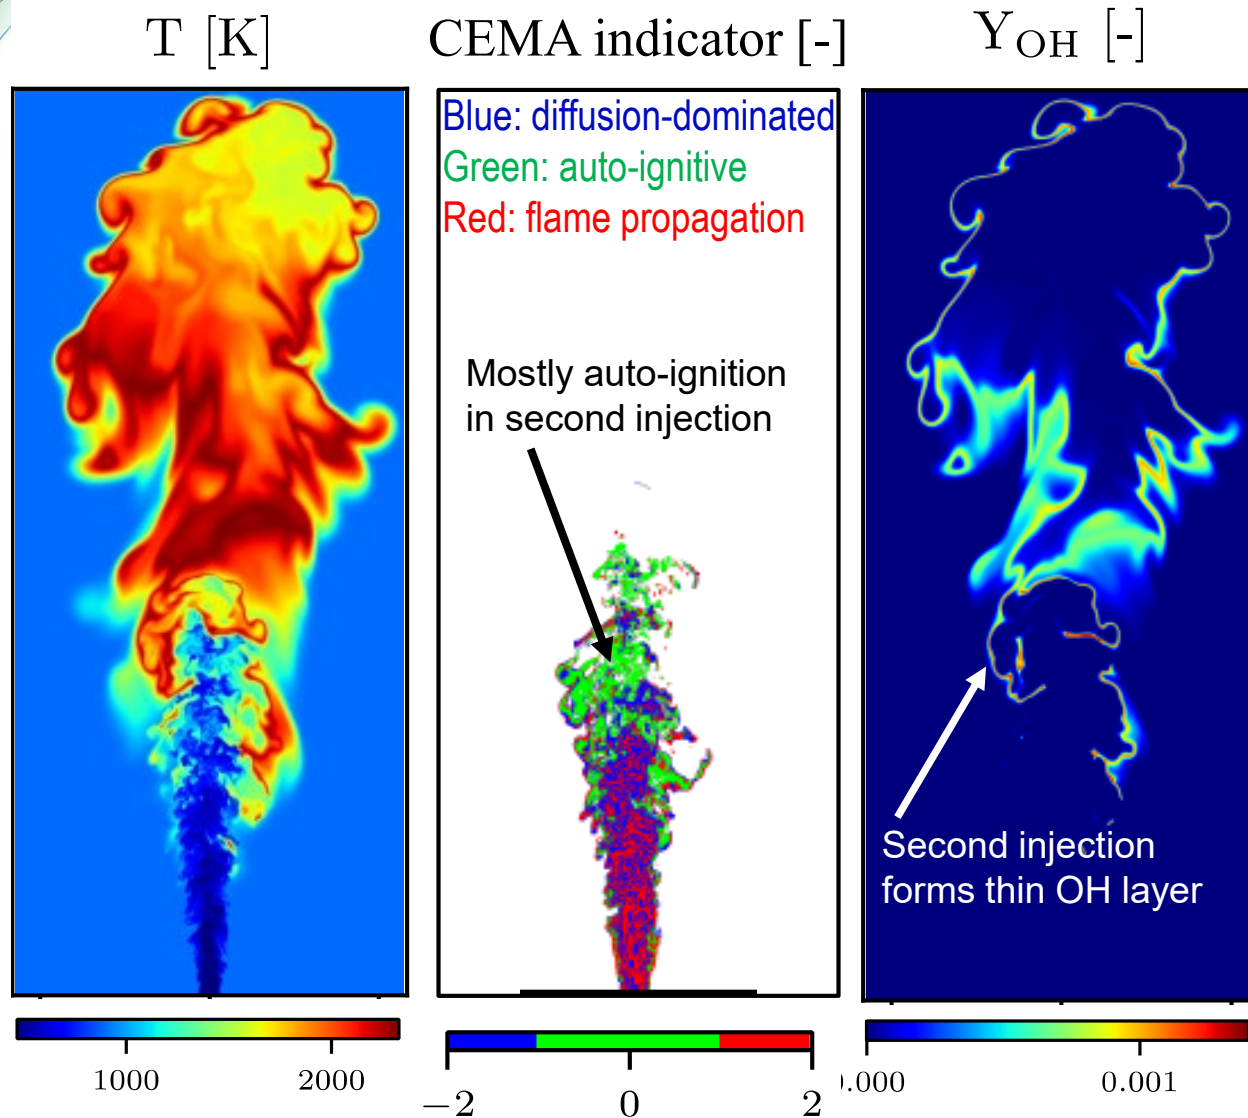 T [K]
CEMA indicator [-]
Y_OH [-]
Blue: diffusion-dominated
Green: auto-ignitive
Red: flame propagation
Mostly auto-ignition
in second injection
Second injection
forms thin OH layer
1000 2000
−2 0 2
.000 0.001